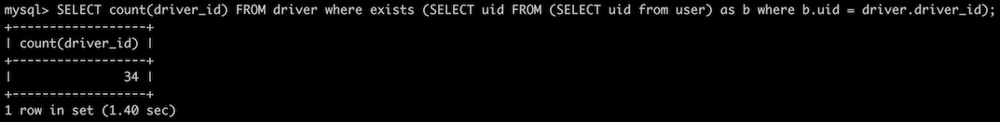 mysql> SELECT count(driver_id) FROM driver where exists (SELECT uid FROM (SELECT uid from user) as b where b.uid = driver.driver_id);
+------------------+
| count(driver_id) |
+------------------+
|               34 |
+------------------+
1 row in set (1.40 sec)